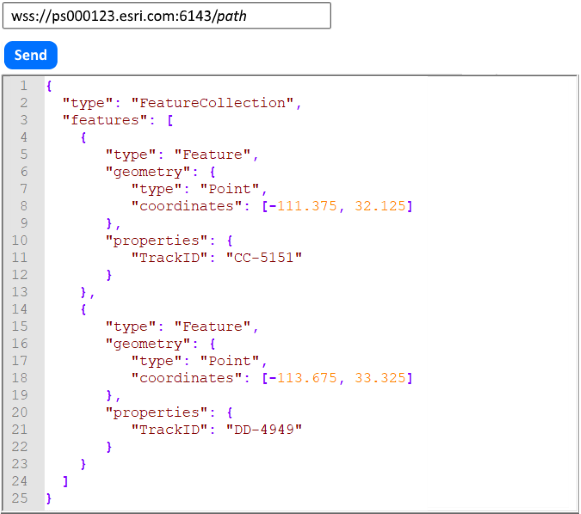 wss://ps000123.esri.com:6143/path
Send
1 {
2   "type": "FeatureCollection",
3   "features": [
4     {
5        "type": "Feature",
6        "geometry": {
7           "type": "Point",
8           "coordinates": [-111.375, 32.125]
9        },
10        "properties": {
11           "TrackID": "CC-5151"
12        }
13     },
14     {
15        "type": "Feature",
16        "geometry": {
17           "type": "Point",
18           "coordinates": [-113.675, 33.325]
19        },
20        "properties": {
21           "TrackID": "DD-4949"
22        }
23     }
24   ]
25 }